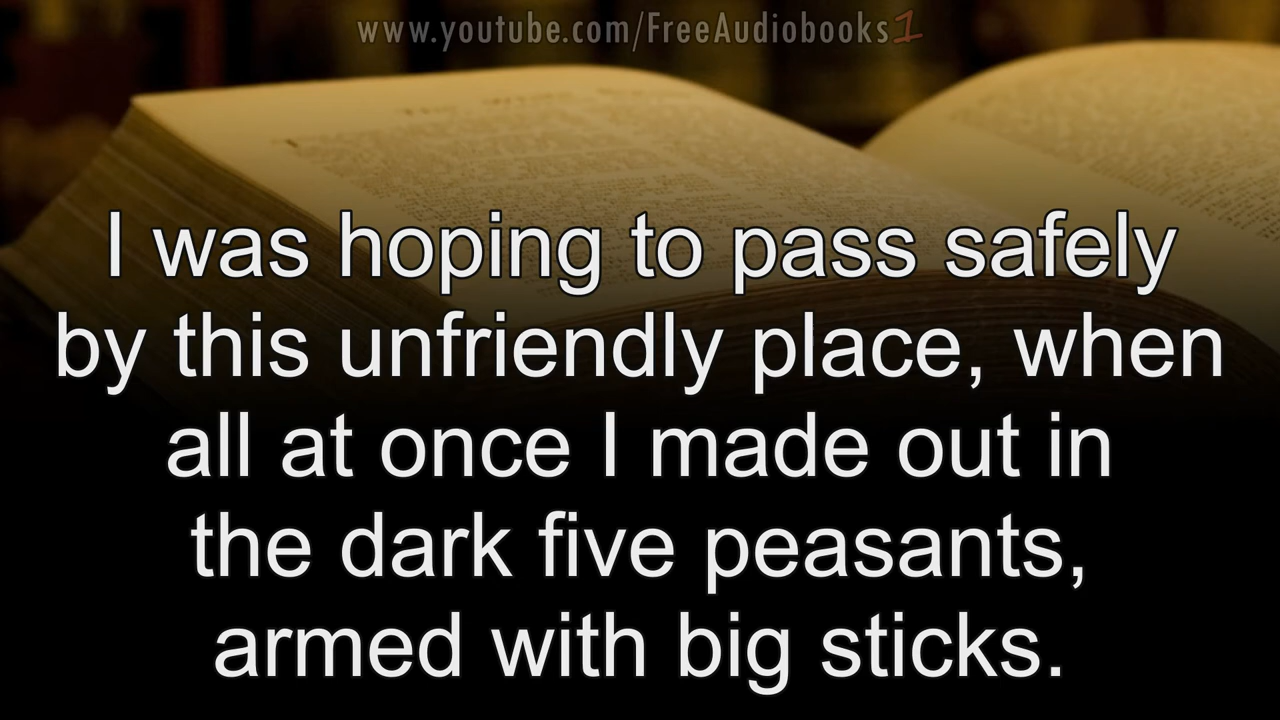 www.youtube.com/FreeAudiobooks1
I was hoping to pass safely
by this unfriendly place, when
all at once I made out in
the dark five peasants,
armed with big sticks.